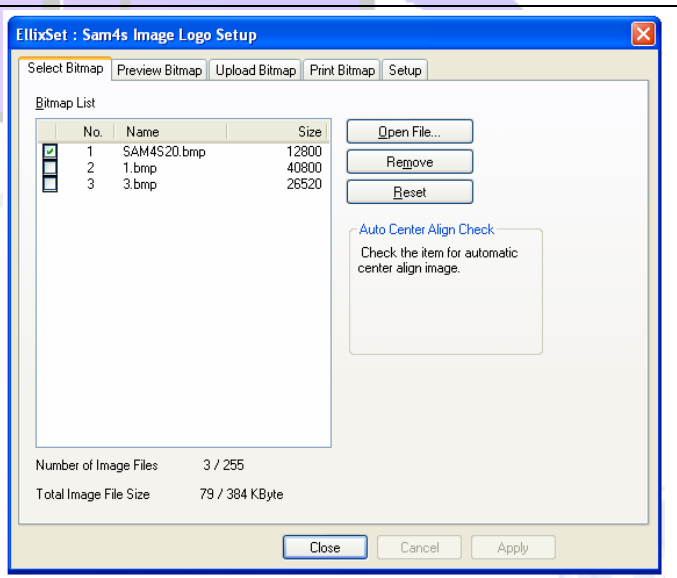 EllixSet : Sam4s Image Logo Setup
Select Bitmap Preview Bitmap Upload Bitmap Print Bitmap Setup
Bitmap List
No. Name Size
1 SAM4S20.bmp 12800
2 1.bmp 40800
3 3.bmp 26520
Open File...
Remove
Reset
Auto Center Align Check
Check the item for automatic
center align image.
Number of Image Files 3 / 255
Total Image File Size 79 / 384 KByte
Close Cancel Apply